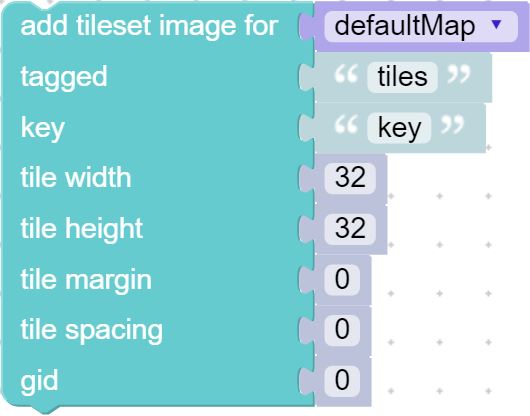 add tileset image for defaultMap
tagged “ tiles ”
key “ key ”
tile width 32
tile height 32
tile margin 0
tile spacing 0
gid 0